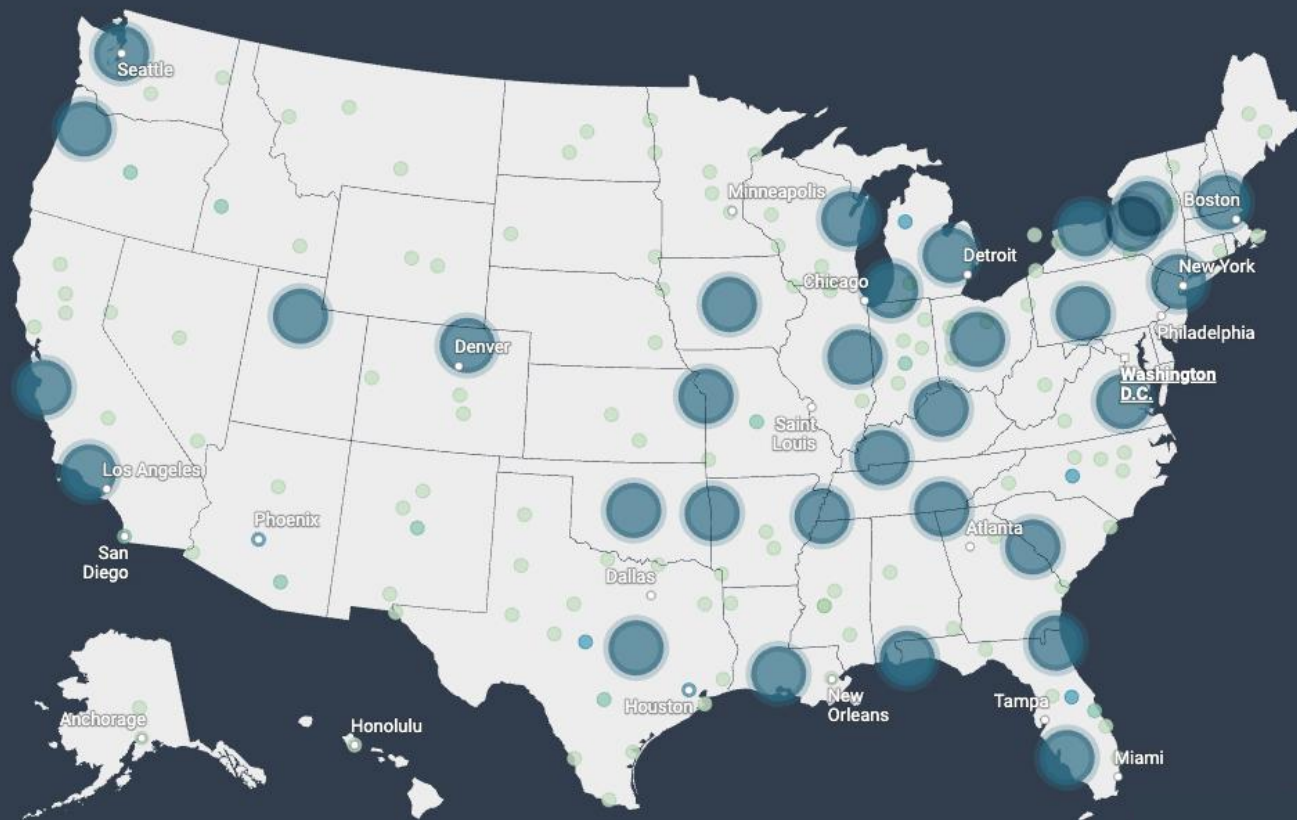 Seattle
Minneapolis
Boston
Detroit
New York
Chicago
Philadelphia
Denver
Washington
D.C.
Saint
Louis
Los Angeles
Phoenix
Atlanta
San
Diego
Dallas
Houston
New
Orleans
Tampa
Anchorage
Honolulu
Miami